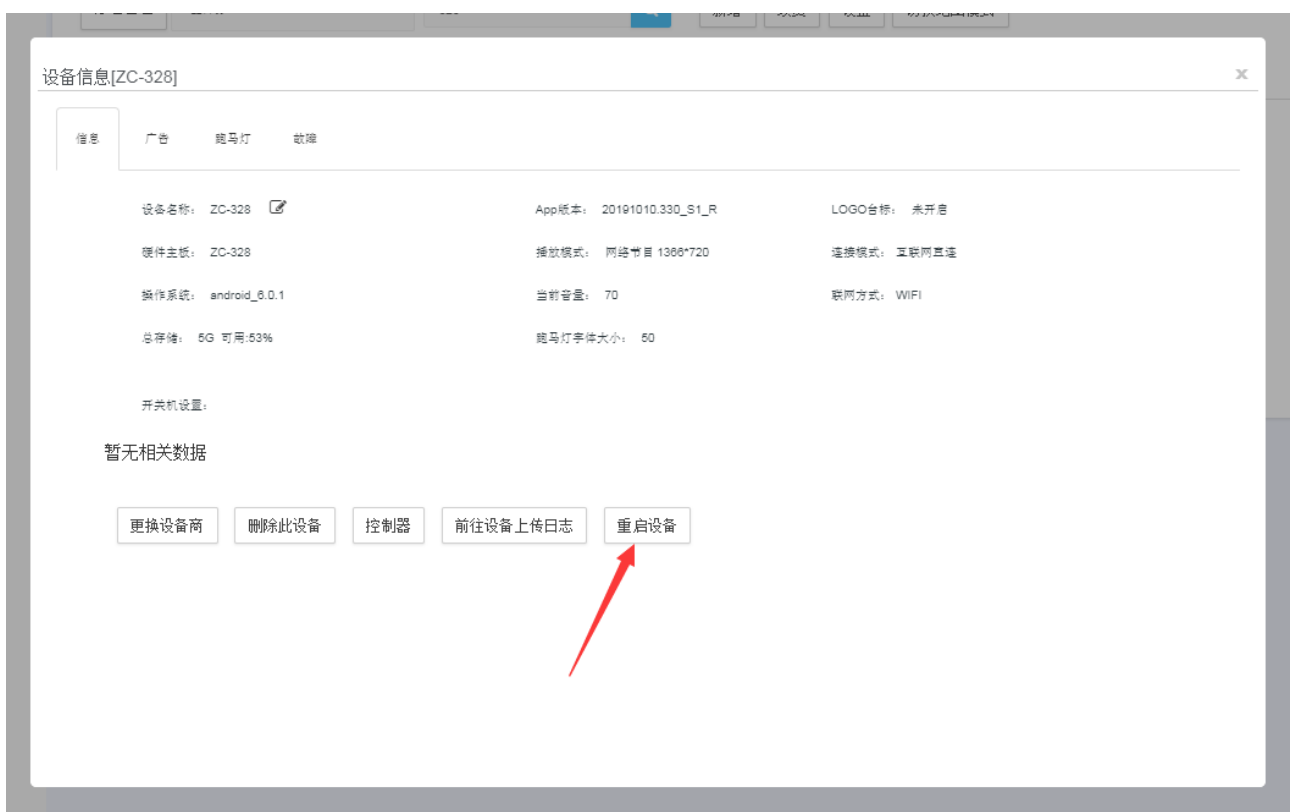 设备信息[ZC-328]
x
信息 广告 跑马灯 故障
设备名称： ZC-328 App版本： 20191010.330_S1_R LOGO台标： 未开启
硬件主板： ZC-328 播放模式： 网络节目 1366*720 连接模式： 互联网直连
操作系统： android_6.0.1 当前音量： 70 联网方式： WIFI
总存储： 5G 可用:53% 跑马灯字体大小： 50
开关机设置：
暂无相关数据
更换设备商 删除此设备 控制器 前往设备上传日志 重启设备